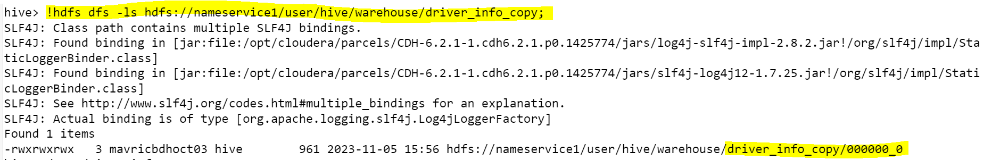 hive> !hdfs dfs -ls hdfs://nameservice1/user/hive/warehouse/driver_info_copy;
SLF4J: Class path contains multiple SLF4J bindings.
SLF4J: Found binding in [jar:file:/opt/cloudera/parcels/CDH-6.2.1-1.cdh6.2.1.p0.1425774/jars/log4j-slf4j-impl-2.8.2.jar!/org/slf4j/impl/Sta
ticLoggerBinder.class]
SLF4J: Found binding in [jar:file:/opt/cloudera/parcels/CDH-6.2.1-1.cdh6.2.1.p0.1425774/jars/slf4j-log4j12-1.7.25.jar!/org/slf4j/impl/Stati
cLoggerBinder.class]
SLF4J: See http://www.slf4j.org/codes.html#multiple_bindings for an explanation.
SLF4J: Actual binding is of type [org.apache.logging.slf4j.Log4jLoggerFactory]
Found 1 items
-rwxrwxrwx   3 mavricbdhoct03 hive        961 2023-11-05 15:56 hdfs://nameservice1/user/hive/warehouse/driver_info_copy/000000_0